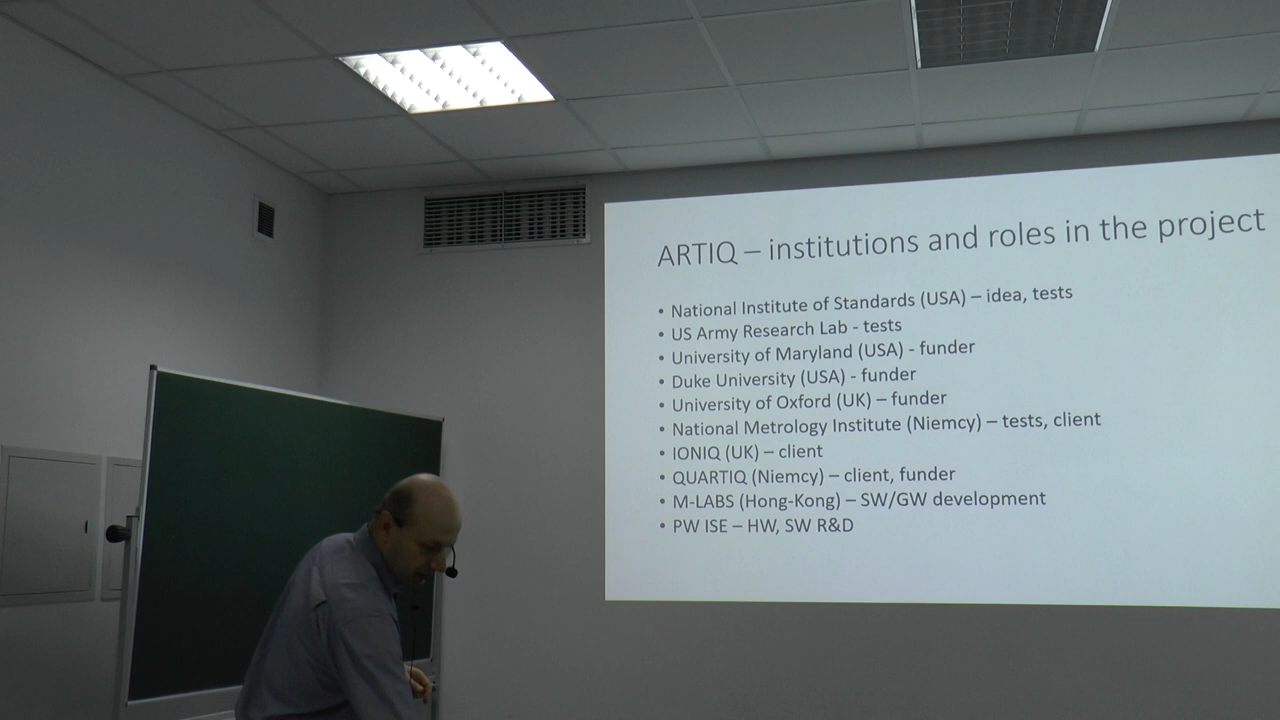 ARTIQ – institutions and roles in the project
• National Institute of Standards (USA) – idea, tests
• US Army Research Lab - tests
• University of Maryland (USA) - funder
• Duke University (USA) - funder
• University of Oxford (UK) – funder
• National Metrology Institute (Niemcy) – tests, client
• IONIQ (UK) – client
• QUARTIQ (Niemcy) – client, funder
• M-LABS (Hong-Kong) – SW/GW development
• PW ISE – HW, SW R&D